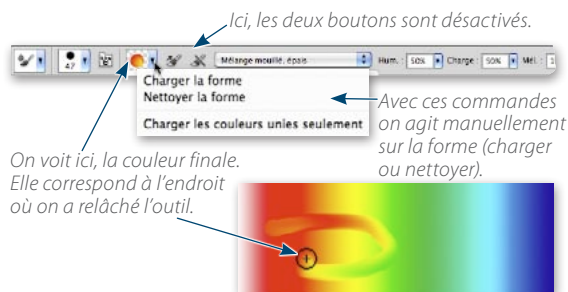 Ici, les deux boutons sont désactivés.
47 Mélange mouillé, épais Hum. : 50% Charge : 50% Mél. : 1
Charger la forme
Nettoyer la forme
Charger les couleurs unies seulement
Avec ces commandes
on agit manuellement
sur la forme (charger
ou nettoyer).
On voit ici, la couleur finale.
Elle correspond à l’endroit
où on a relâché l’outil.